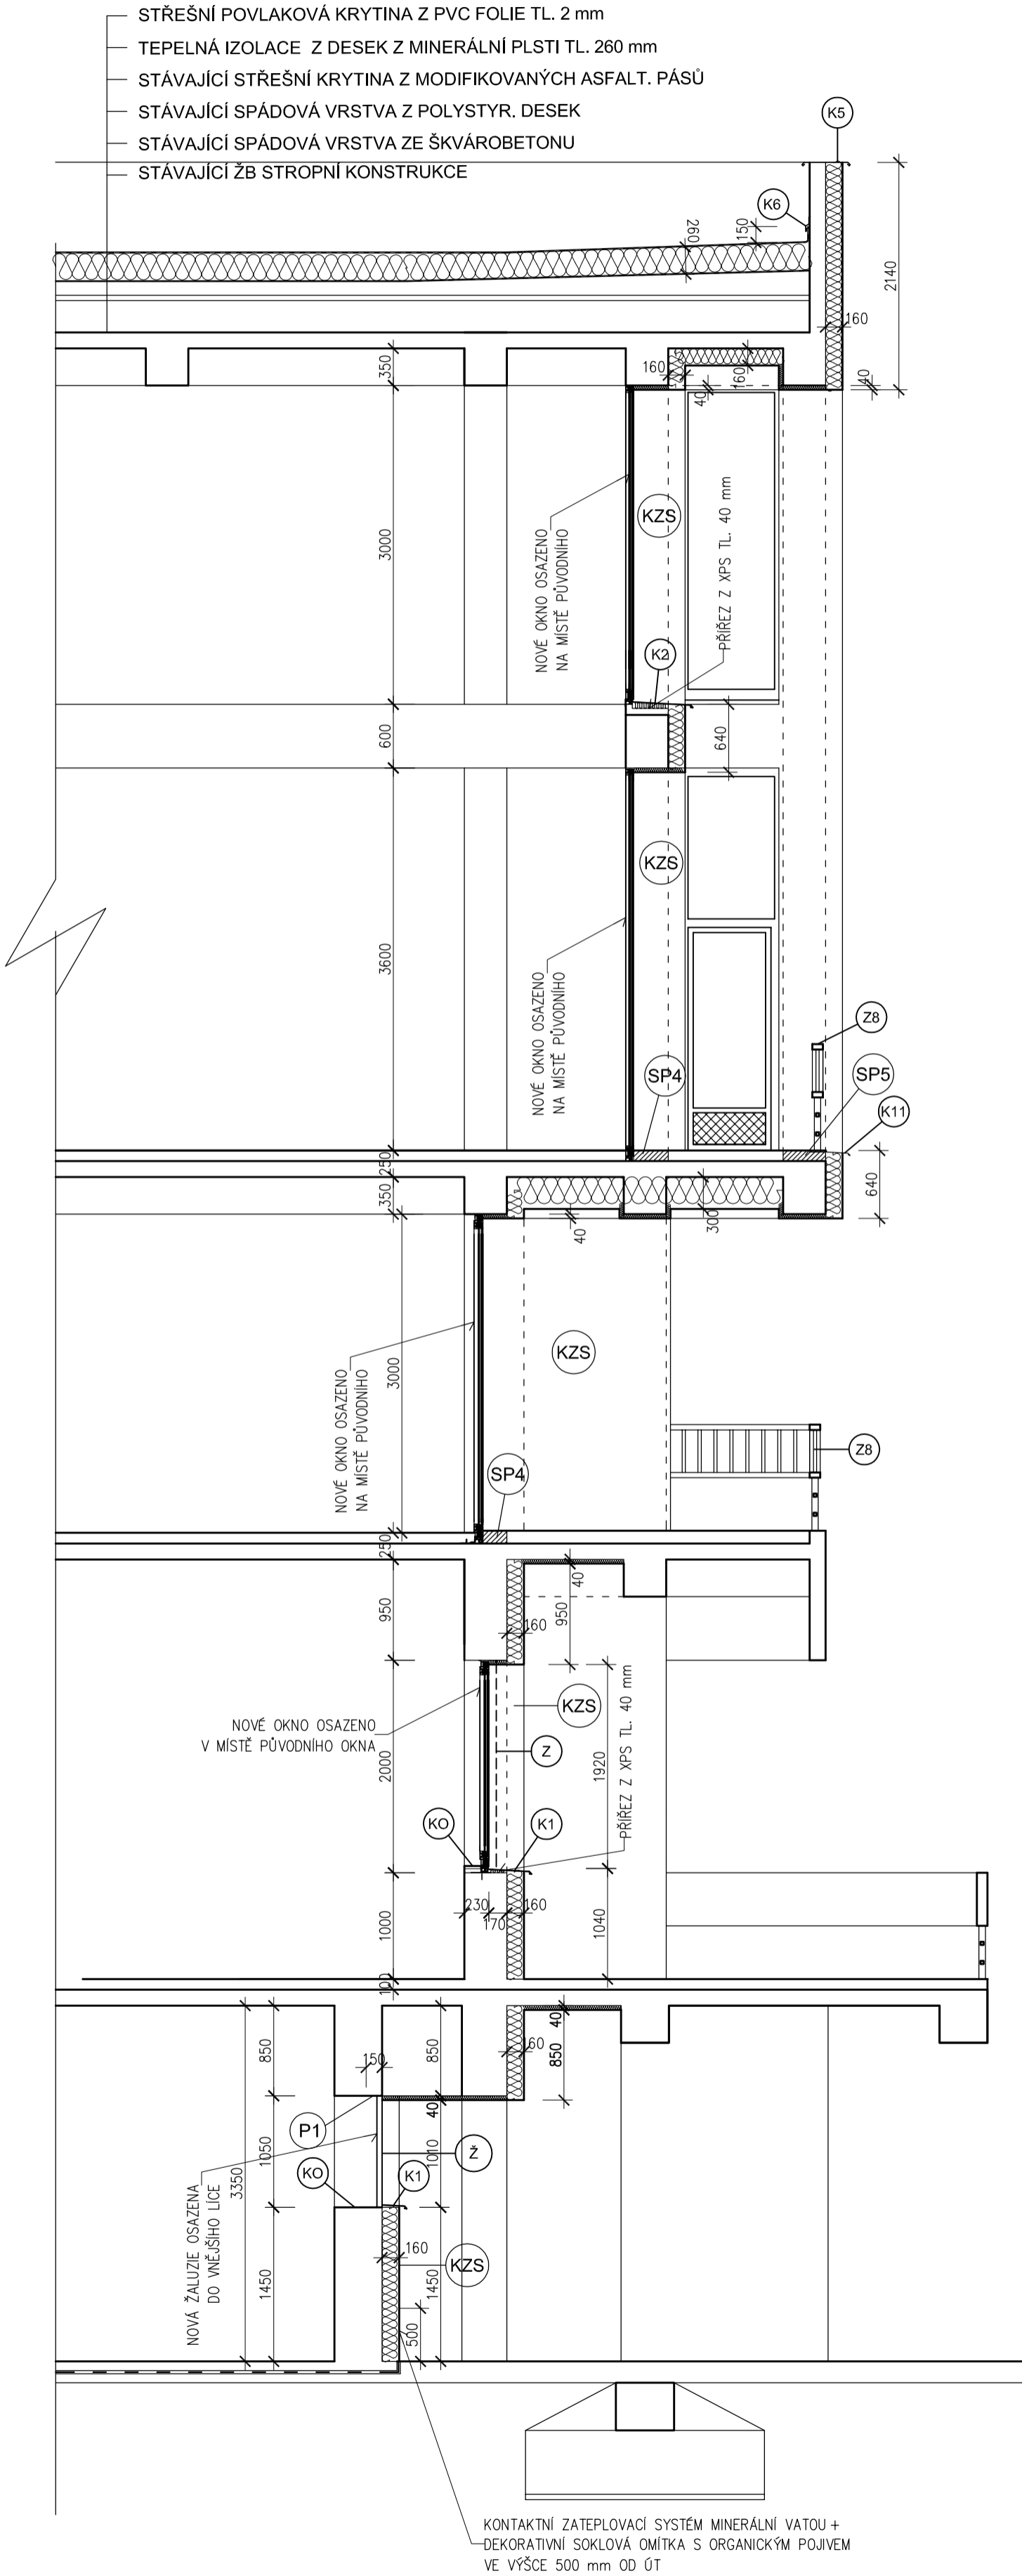 STŘEŠNÍ POVLAKOVÁ KRYTINA Z PVC FOLIE TL. 2 mm
TEPELNÁ IZOLACE Z DESEK Z MINERÁLNÍ PLSTI TL. 260 mm
STÁVAJÍCÍ STŘEŠNÍ KRYTINA Z MODIFIKOVANÝCH ASFALT. PÁSŮ
STÁVAJÍCÍ SPÁDOVÁ VRSTVA Z POLYSTYR. DESEK
STÁVAJÍCÍ SPÁDOVÁ VRSTVA ZE ŠKVÁROBETONU
STÁVAJÍCÍ ŽB STROPNÍ KONSTRUKCE
K5
K6
150
260
2140
160
350
160
160
40
40
3000
KZS
NOVÉ OKNO OSAZENO
NA MÍSTĚ PŮVODNÍHO
PŘÍŘEZ Z XPS TL. 40 mm
K2
600
640
KZS
3600
NOVÉ OKNO OSAZENO
NA MÍSTĚ PŮVODNÍHO
Z8
SP4
SP5
K11
250
350
640
40
300
KZS
3000
NOVÉ OKNO OSAZENO
NA MÍSTĚ PŮVODNÍHO
Z8
SP4
250
950
40
950
160
KZS
NOVÉ OKNO OSAZENO
V MÍSTĚ PŮVODNÍHO OKNA
Z
2000
1920
PŘÍŘEZ Z XPS TL. 40 mm
KO
K1
230
170
160
1000
1040
100
850
850
40
850
160
150
P1
40
Ž
1050
1010
3350
KO
K1
NOVÁ ŽALUZIE OSAZENA
DO VNĚJŠÍHO LÍCE
160
KZS
1450
1450
500
KONTAKTNÍ ZATEPLOVACÍ SYSTÉM MINERÁLNÍ VATOU +
DEKORATIVNÍ SOKLOVÁ OMÍTKA S ORGANICKÝM POJIVEM
VE VÝŠCE 500 mm OD ÚT